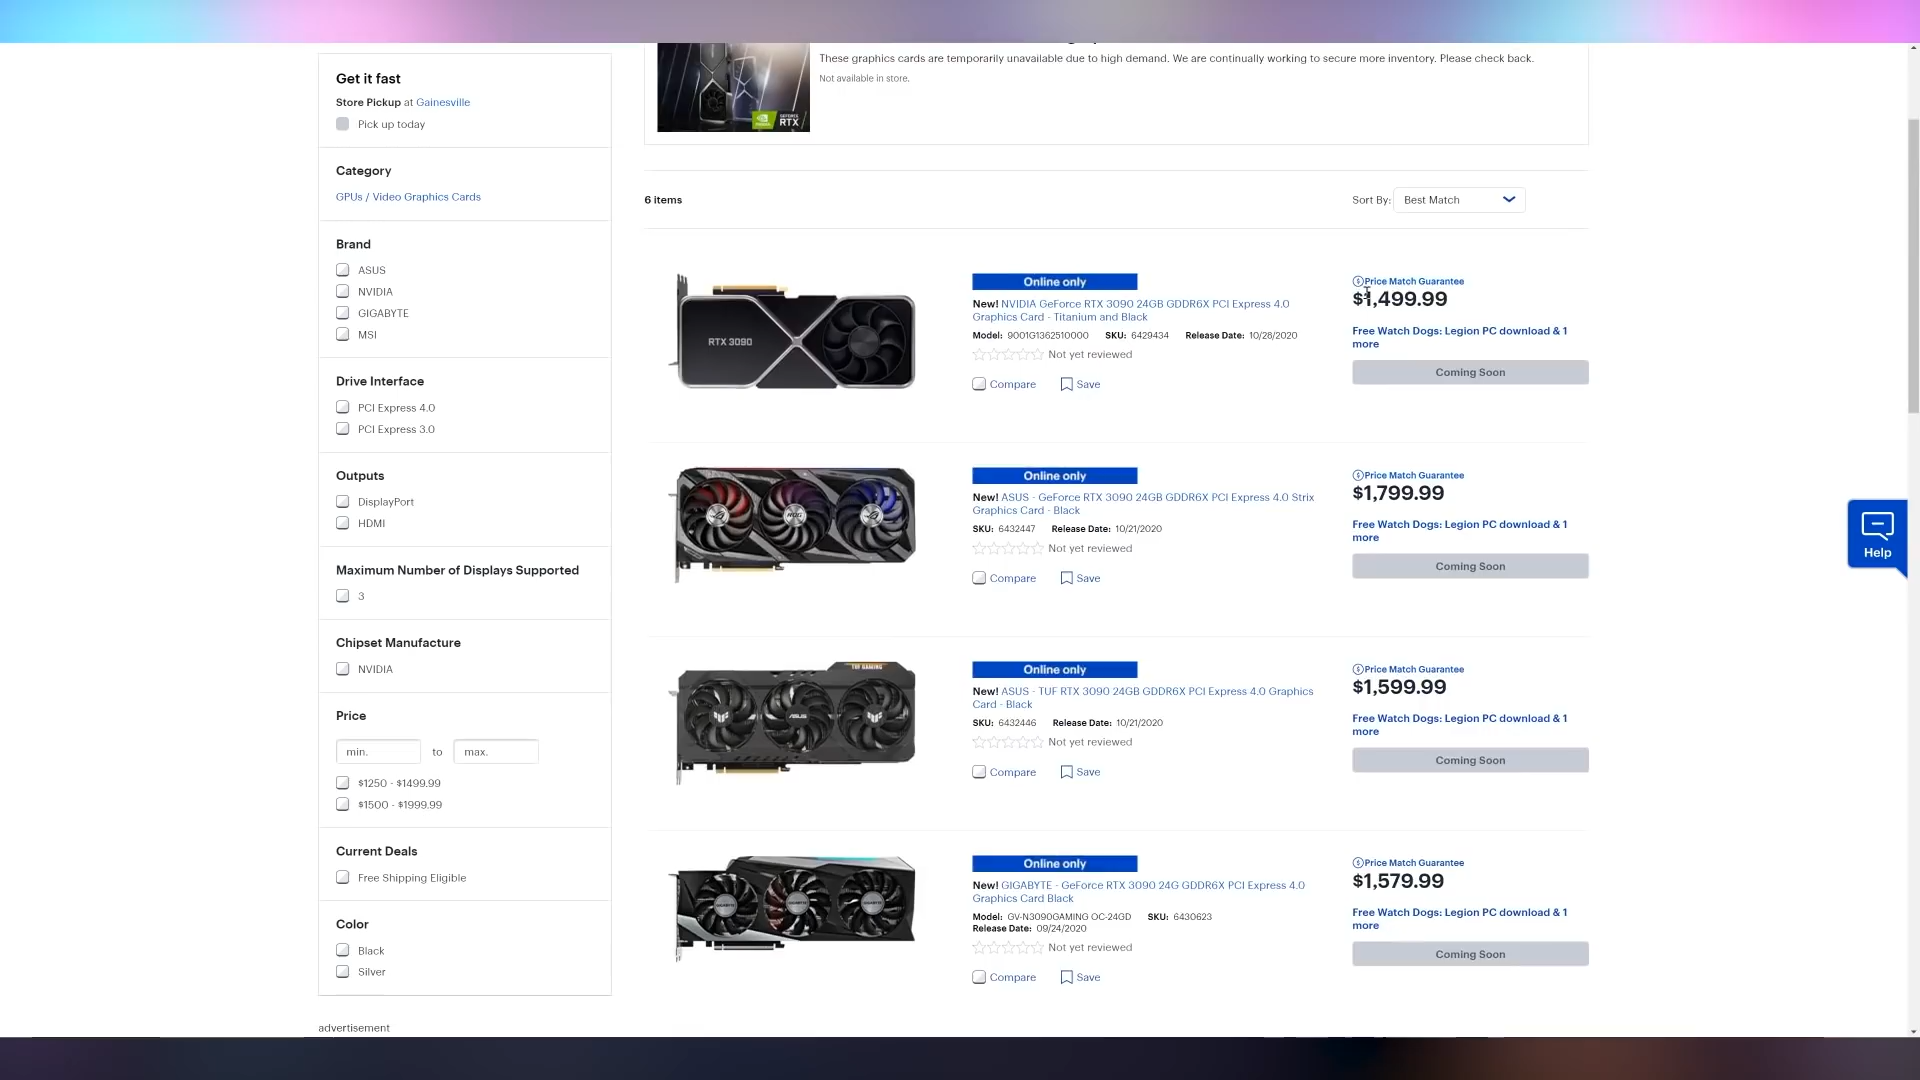 These graphics cards are temporarily unavailable due to high demand. We are continually working to secure more inventory. Please check back.
Not available in store.
GEFORCE
RTX
Get it fast
Store Pickup at Gainesville
Pick up today
Category
GPUs / Video Graphics Cards
Brand
ASUS
NVIDIA
GIGABYTE
MSI
Drive Interface
PCI Express 4.0
PCI Express 3.0
Outputs
DisplayPort
HDMI
Maximum Number of Displays Supported
3
Chipset Manufacture
NVIDIA
Price
min. to max.
$1250 - $1499.99
$1500 - $1999.99
Current Deals
Free Shipping Eligible
Color
Black
Silver
advertisement
6 items
Sort By: Best Match
RTX 3090
Online only
New! NVIDIA GeForce RTX 3090 24GB GDDR6X PCI Express 4.0
Graphics Card - Titanium and Black
Model: 9001G1362510000 SKU: 6429434 Release Date: 10/28/2020
Not yet reviewed
Compare Save
Price Match Guarantee
$1,499.99
Free Watch Dogs: Legion PC download & 1
more
Coming Soon
Online only
New! ASUS - GeForce RTX 3090 24GB GDDR6X PCI Express 4.0 Strix
Graphics Card - Black
SKU: 6432447 Release Date: 10/21/2020
Not yet reviewed
Compare Save
Price Match Guarantee
$1,799.99
Free Watch Dogs: Legion PC download & 1
more
Coming Soon
TUF GAMING
ASUS
Online only
New! ASUS - TUF RTX 3090 24GB GDDR6X PCI Express 4.0 Graphics
Card - Black
SKU: 6432446 Release Date: 10/21/2020
Not yet reviewed
Compare Save
Price Match Guarantee
$1,599.99
Free Watch Dogs: Legion PC download & 1
more
Coming Soon
Online only
New! GIGABYTE - GeForce RTX 3090 24G GDDR6X PCI Express 4.0
Graphics Card Black
Model: GV-N3090GAMING OC-24GD SKU: 6430623
Release Date: 09/24/2020
Not yet reviewed
Compare Save
Price Match Guarantee
$1,579.99
Free Watch Dogs: Legion PC download & 1
more
Coming Soon
Help